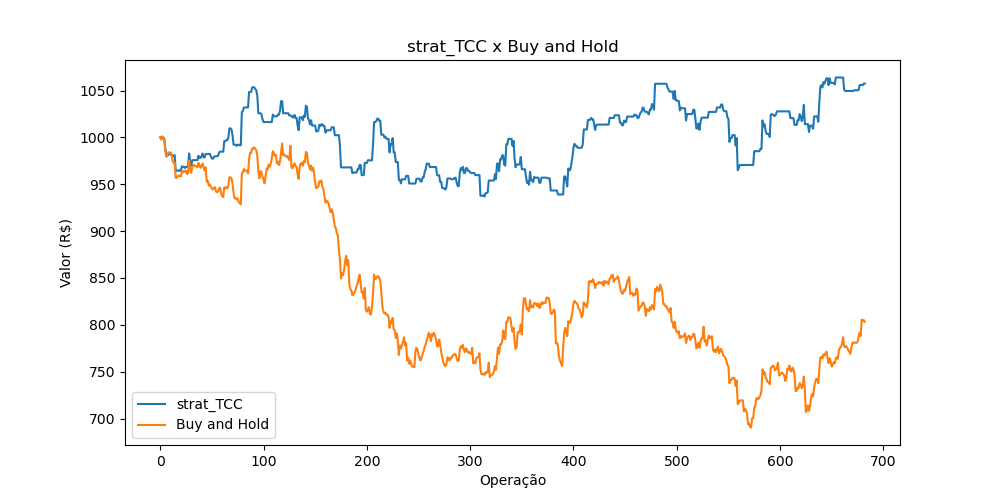 strat_TCC x Buy and Hold
Valor (R$)
1050
1000
950
900
850
800
750
700
strat_TCC
Buy and Hold
0 100 200 300 400 500 600 700
Operação